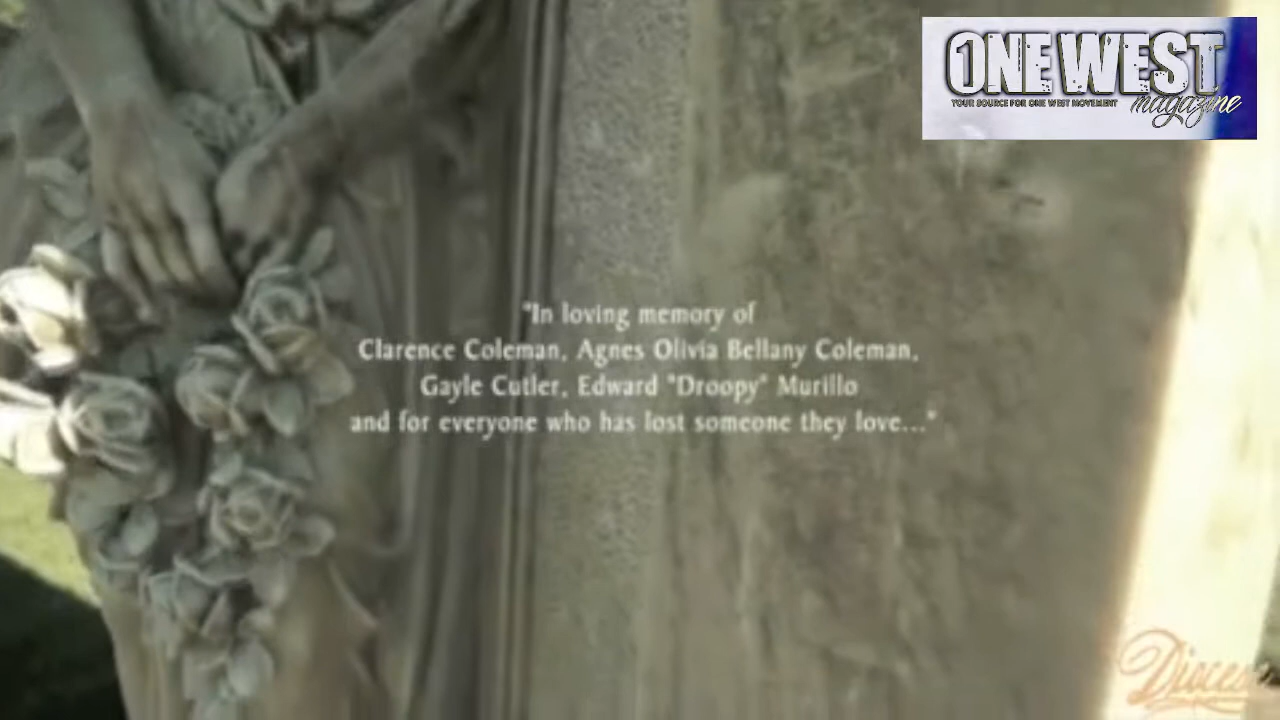 1ONE WEST
YOUR SOURCE FOR ONE WEST MOVEMENT
magazine
"In loving memory of
Clarence Coleman, Agnes Olivia Bellany Coleman,
Gayle Cutler, Edward "Droopy" Murillo
and for everyone who has lost someone they love..."